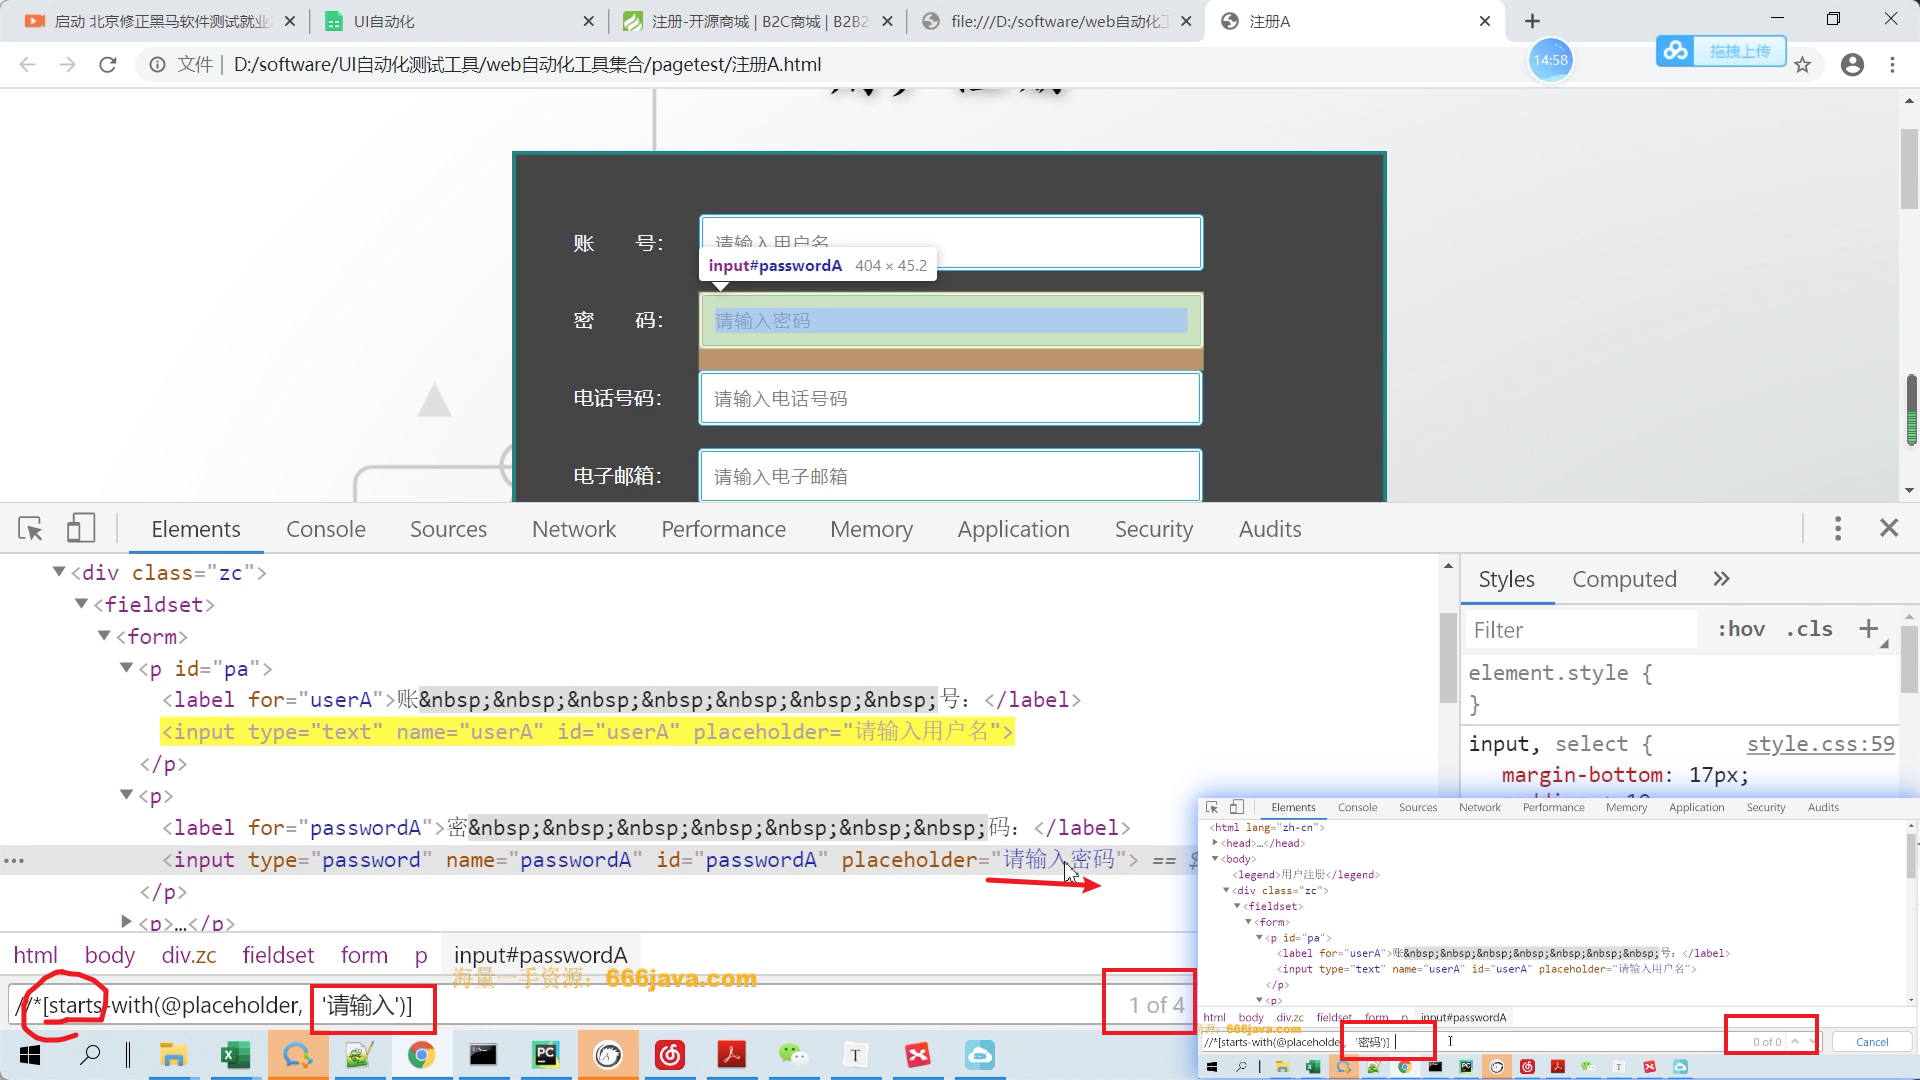 启动 北京修正黑马软件测试就业
UI自动化
注册-开源商城 | B2C商城 | B2B2
file:///D:/software/web自动化工
注册A
文件 | D:/software/UI自动化测试工具/web自动化工具集合/pagetest/注册A.html
14:58
拖拽上传
账 号:
请输入用户名
input#passwordA 404 × 45.2
密 码:
请输入密码
电话号码:
请输入电话号码
电子邮箱:
请输入电子邮箱
Elements Console Sources Network Performance Memory Application Security Audits
<div class="zc">
<fieldset>
<form>
<p id="pa">
<label for="userA">账&nbsp;&nbsp;&nbsp;&nbsp;&nbsp;&nbsp;&nbsp;号: </label>
<input type="text" name="userA" id="userA" placeholder="请输入用户名">
</p>
<p>
<label for="passwordA">密&nbsp;&nbsp;&nbsp;&nbsp;&nbsp;&nbsp;&nbsp;码: </label>
<input type="password" name="passwordA" id="passwordA" placeholder="请输入密码"> == $
</p>
<p>…</p>
html body div.zc fieldset form p input#passwordA
海量一手资源: 666java.com
//*[starts-with(@placeholder, '请输入')]
1 of 4
Styles Computed »
Filter :hov .cls +
element.style {
}
input, select { style.css:59
margin-bottom: 17px;
Elements Console Sources Network Performance Memory Application Security Audits
<html lang="zh-cn">
<head>…</head>
<body>
<legend>用户注册</legend>
<div class="zc">
<fieldset>
<form>
<p id="pa">
<label for="userA">账&nbsp;&nbsp;&nbsp;&nbsp;&nbsp;&nbsp;&nbsp;号: </label>
<input type="text" name="userA" id="userA" placeholder="请输入用户名">
</p>
<p>
html body div.zc fieldset form p input#passwordA
资源: 666java.com
//*[starts-with(@placeholder, '密码')]
0 of 0
Cancel